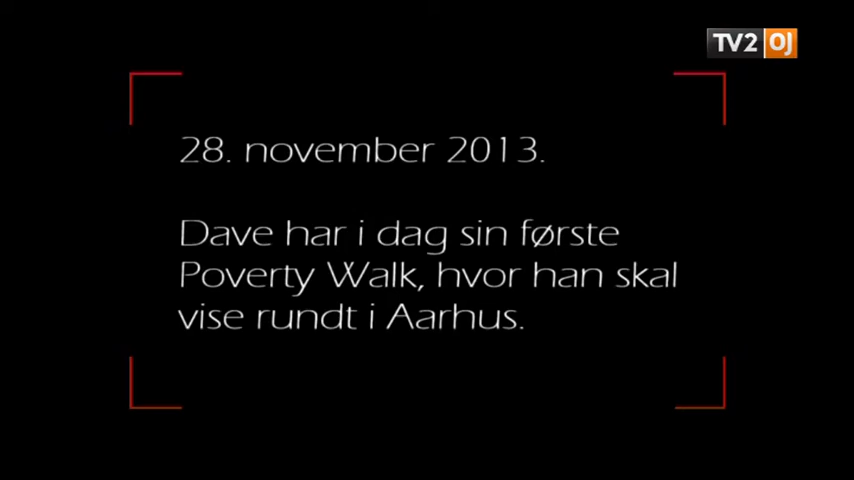 TV2 OJ
28. november 2013.
Dave har i dag sin første
Poverty Walk, hvor han skal
vise rundt i Aarhus.